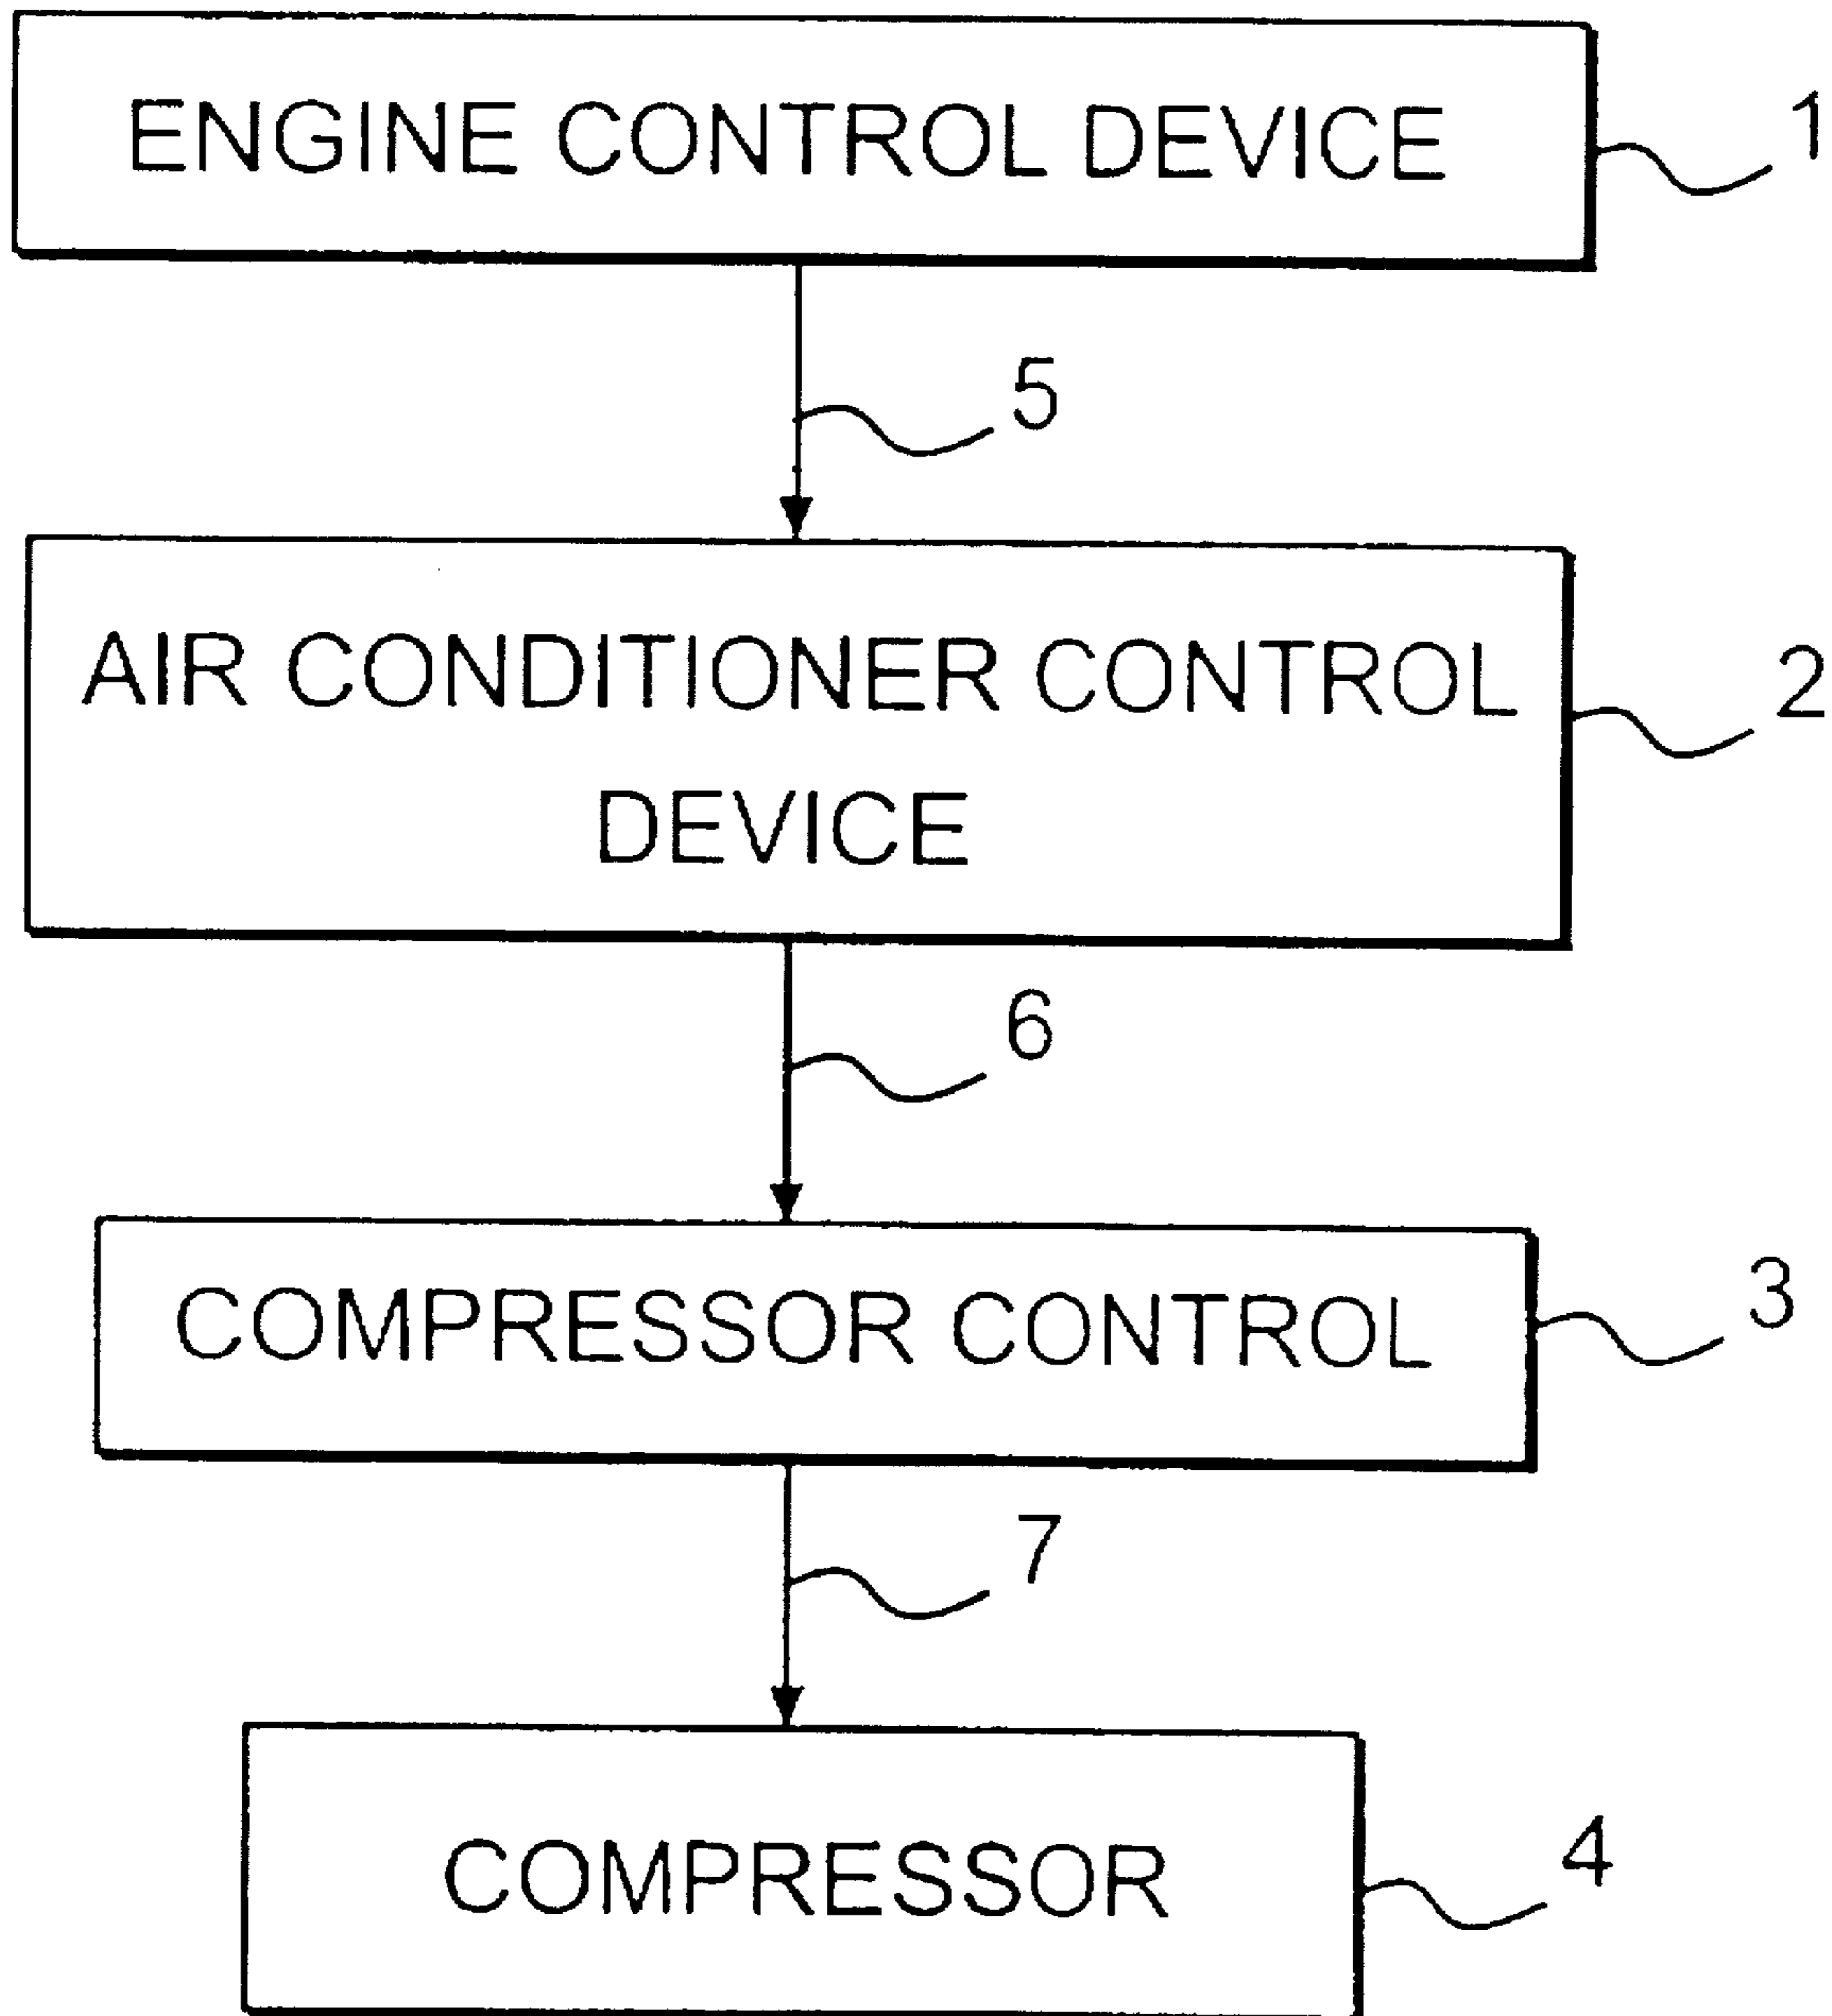 ENGINE CONTROL DEVICE
1
5
AIR CONDITIONER CONTROL
DEVICE
2
6
COMPRESSOR CONTROL
3
7
COMPRESSOR
4